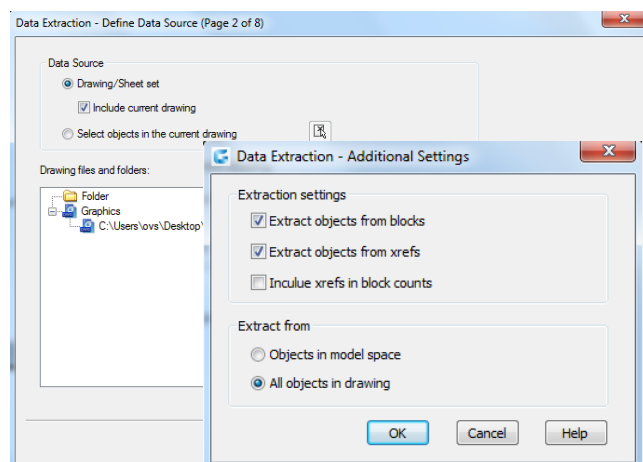 Data Extraction - Define Data Source (Page 2 of 8)
Data Source
Drawing/Sheet set
Include current drawing
Select objects in the current drawing
Drawing files and folders:
Folder
Graphics
C:\Users\ovs\Desktop\
Data Extraction - Additional Settings
Extraction settings
Extract objects from blocks
Extract objects from xrefs
Inculue xrefs in block counts
Extract from
Objects in model space
All objects in drawing
OK Cancel Help